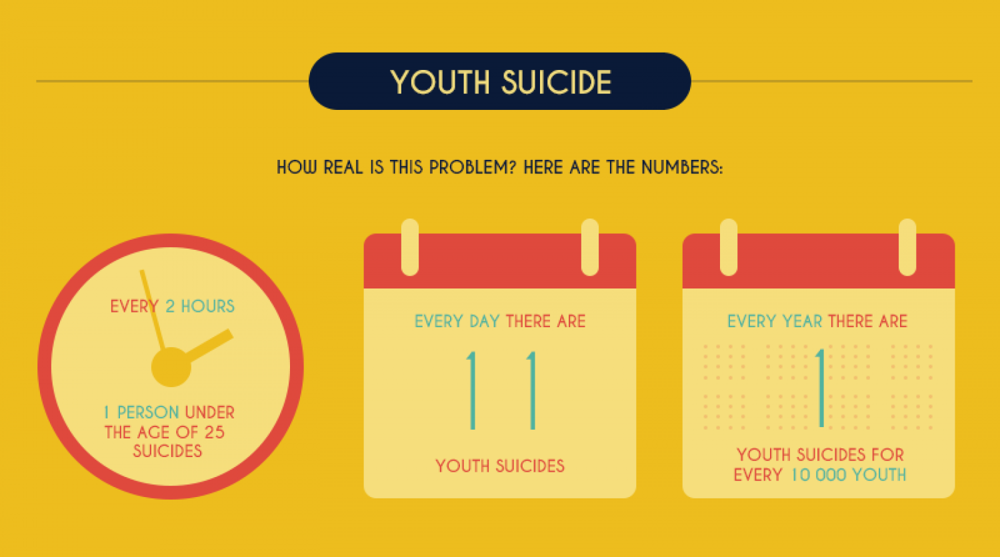 YOUTH SUICIDE
HOW REAL IS THIS PROBLEM? HERE ARE THE NUMBERS:
EVERY 2 HOURS
1 PERSON UNDER
THE AGE OF 25
SUICIDES
EVERY DAY THERE ARE
11
YOUTH SUICIDES
EVERY YEAR THERE ARE
1
YOUTH SUICIDES FOR
EVERY 10 000 YOUTH